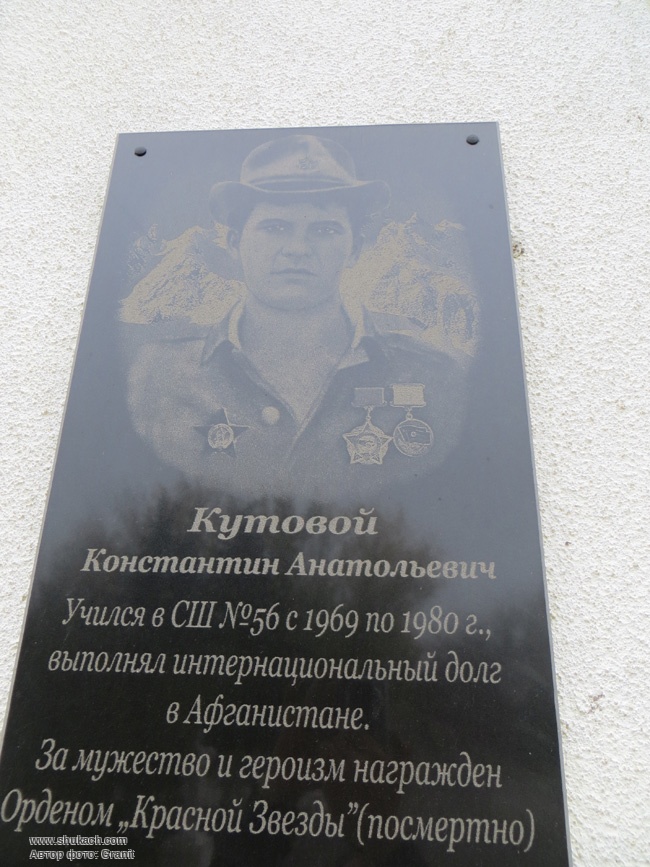 Кутовой
Константин Анатольевич
Учился в СШ №56 с 1969 по 1980 г.,
выполнял интернациональный долг
в Афганистане.
За мужество и героизм награжден
Орденом „Красной Звезды”(посмертно)
www.shukach.com
Автор фото: Granit